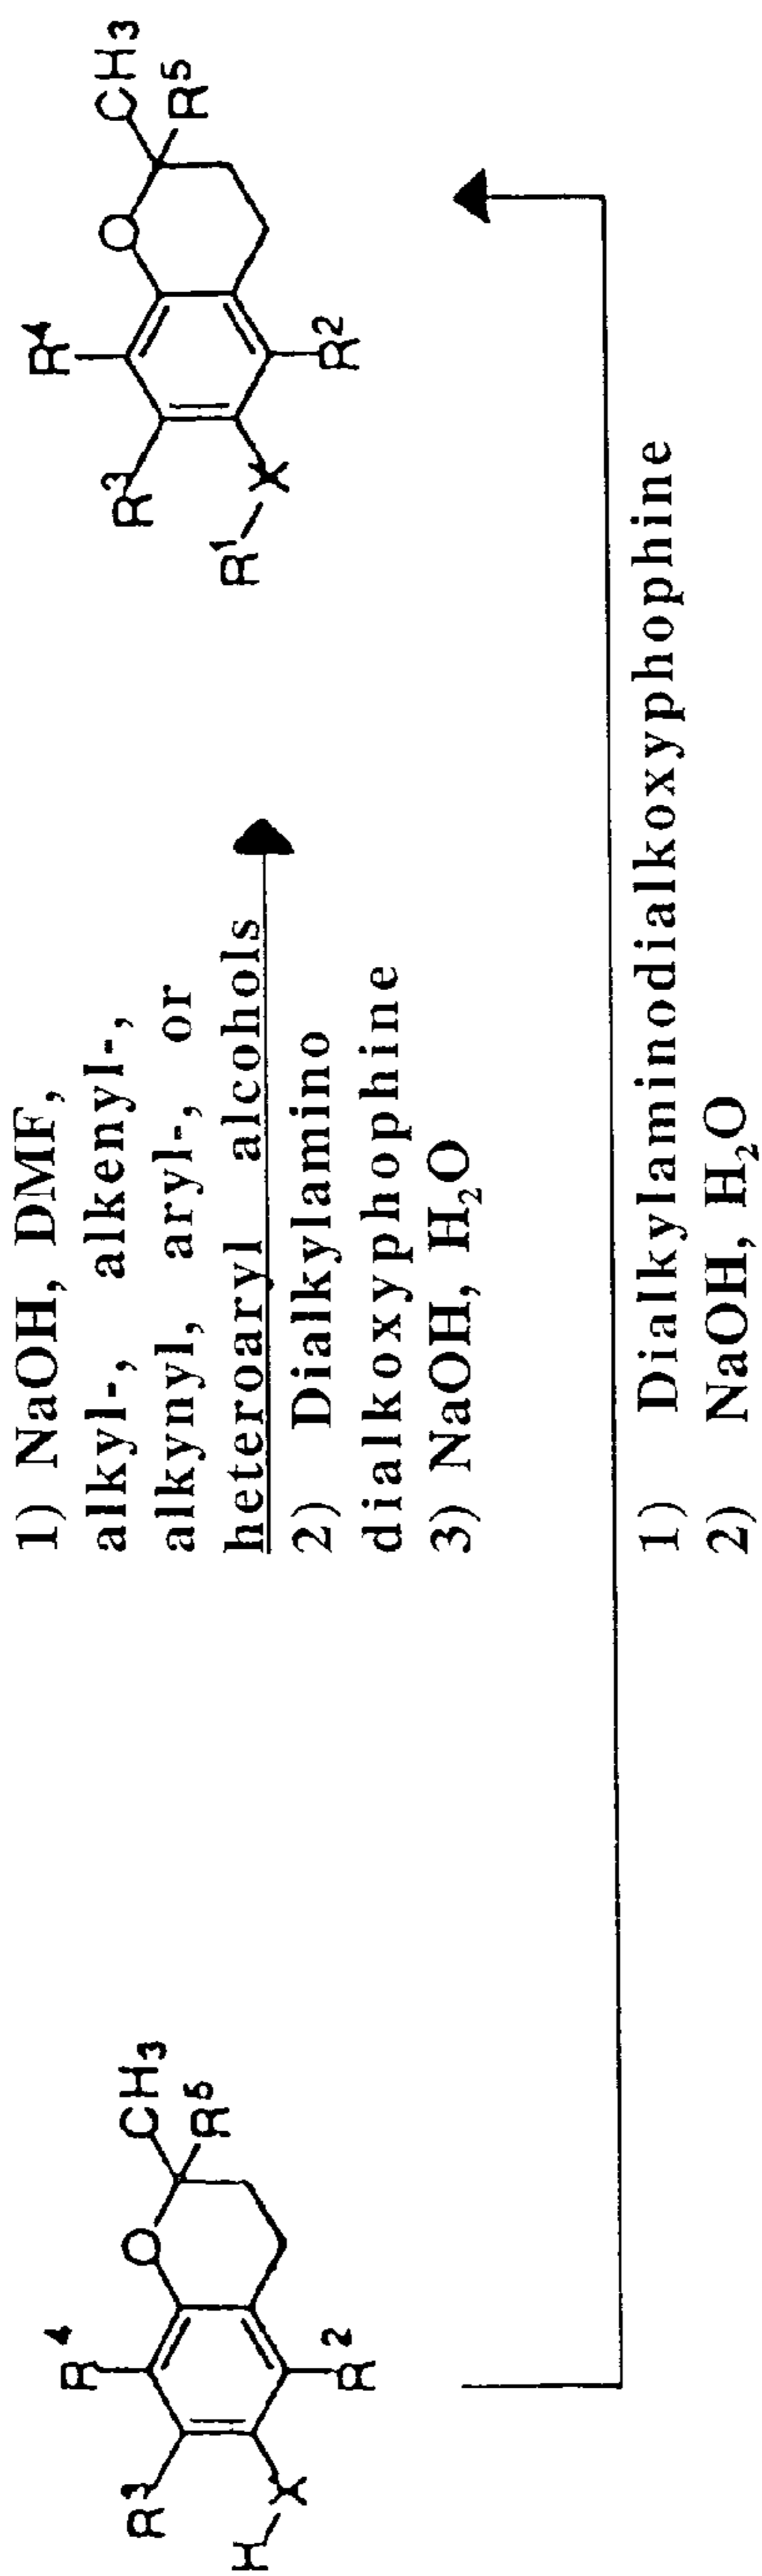 R3
R4
O
CH3
R5
H
X
R2
1) NaOH, DMF,
alkyl-, alkenyl-,
alkynyl, aryl-, or
heteroaryl alcohols
2) Dialkylamino
dialkoxyphophine
3) NaOH, H₂O
R3
R4
O
CH3
R5
R1
X
R2
1) Dialkylaminodialkoxyphophine
2) NaOH, H₂O